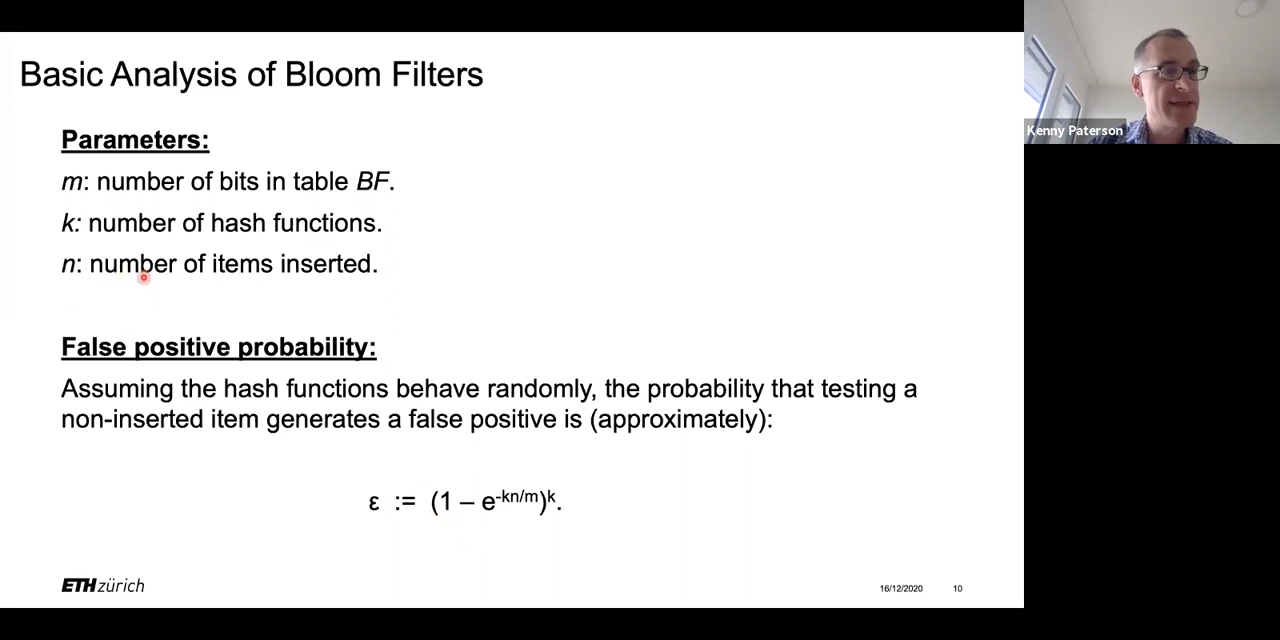 Basic Analysis of Bloom Filters
Parameters:
m: number of bits in table BF.
k: number of hash functions.
n: number of items inserted.
False positive probability:
Assuming the hash functions behave randomly, the probability that testing a
non-inserted item generates a false positive is (approximately):
ε := (1 – e^-kn/m)^k.
ETH zürich
16/12/2020
10
Kenny Paterson